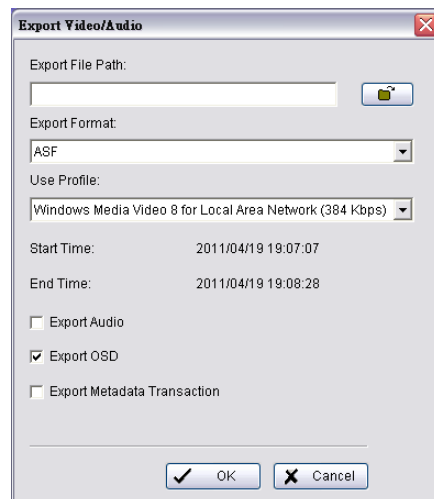 Export Video/Audio
Export File Path:
Export Format:
ASF
Use Profile:
Windows Media Video 8 for Local Area Network (384 Kbps)
Start Time: 2011/04/19 19:07:07
End Time: 2011/04/19 19:08:28
Export Audio
Export OSD
Export Metadata Transaction
OK Cancel